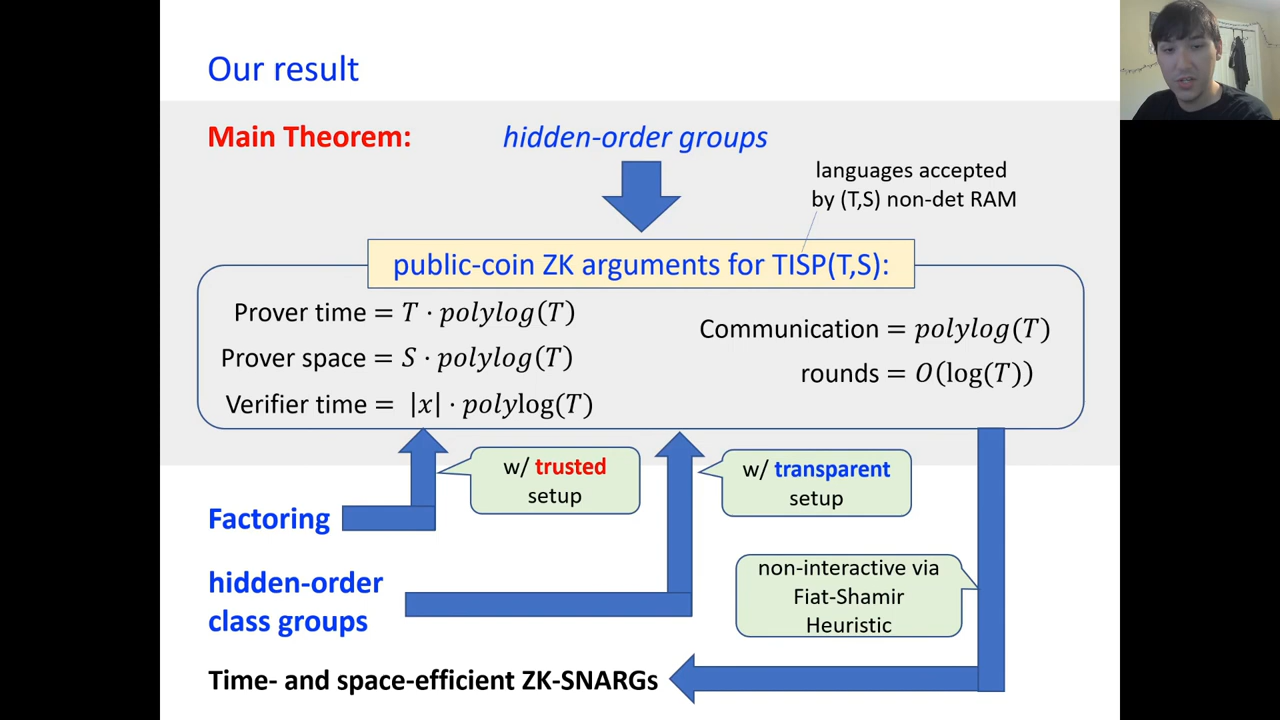 Our result
Main Theorem:
hidden-order groups
languages accepted
by (T,S) non-det RAM
public-coin ZK arguments for TISP(T,S):
Prover time = T · polylog(T)
Prover space = S · polylog(T)
Verifier time = |x| · polylog(T)
Communication = polylog(T)
rounds = O(log(T))
w/ trusted
setup
w/ transparent
setup
Factoring
hidden-order
class groups
non-interactive via
Fiat-Shamir
Heuristic
Time- and space-efficient ZK-SNARGs